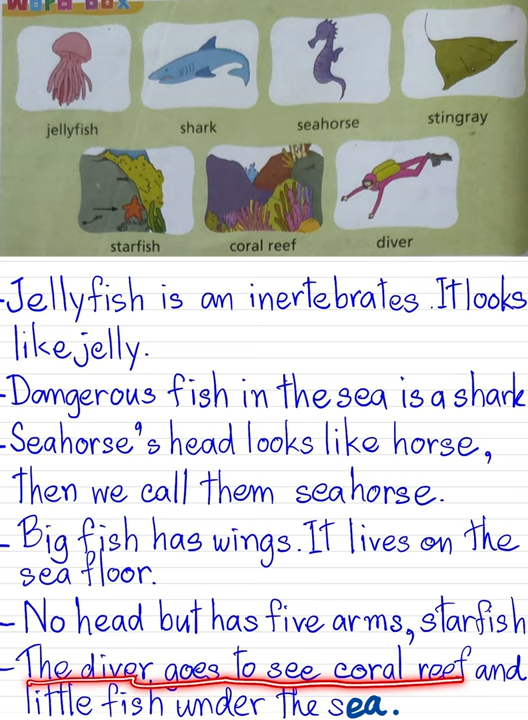 Word Box
jellyfish
shark
seahorse
stingray
starfish
coral reef
diver
-Jellyfish is an inertebrates. It looks
like jelly.
-Dangerous fish in the sea is a shark
-Seahorse's head looks like horse,
then we call them seahorse.
- Big fish has wings. It lives on the
sea floor.
- No head but has five arms, starfish
- The diver goes to see coral reef and
little fish under the sea.